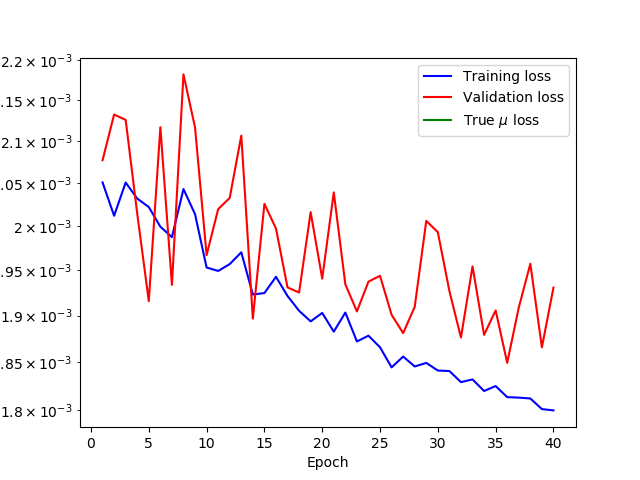 2.2 × 10⁻³
.15 × 10⁻³
2.1 × 10⁻³
.05 × 10⁻³
2 × 10⁻³
.95 × 10⁻³
1.9 × 10⁻³
.85 × 10⁻³
1.8 × 10⁻³
Training loss
Validation loss
True μ loss
0 5 10 15 20 25 30 35 40
Epoch